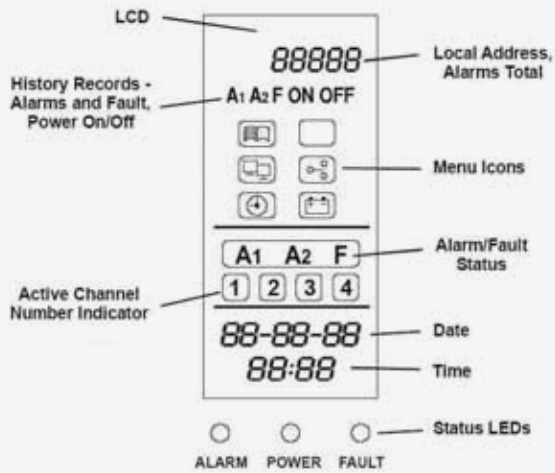 LCD
88888
Local Address,
Alarms Total
History Records -
Alarms and Fault,
Power On/Off
A1 A2 F ON OFF
Menu Icons
A1 A2 F
Alarm/Fault
Status
1 2 3 4
Active Channel
Number Indicator
88-88-88
Date
88:88
Time
Status LEDs
ALARM POWER FAULT